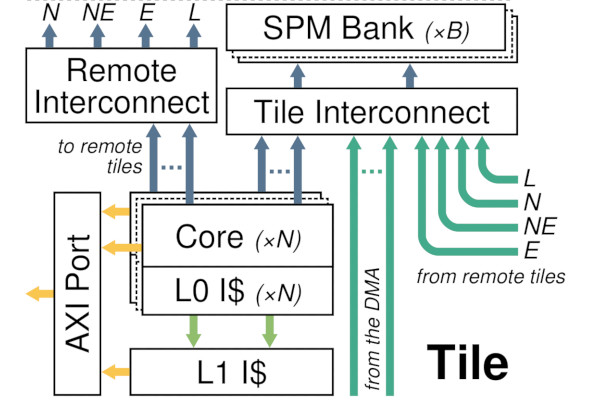 N NE E L
SPM Bank (×B)
Remote
Interconnect
Tile Interconnect
to remote
tiles
...
...
...
L
N
NE
E
from remote tiles
Core (×N)
L0 I$ (×N)
AXI Port
from the DMA
L1 I$
Tile